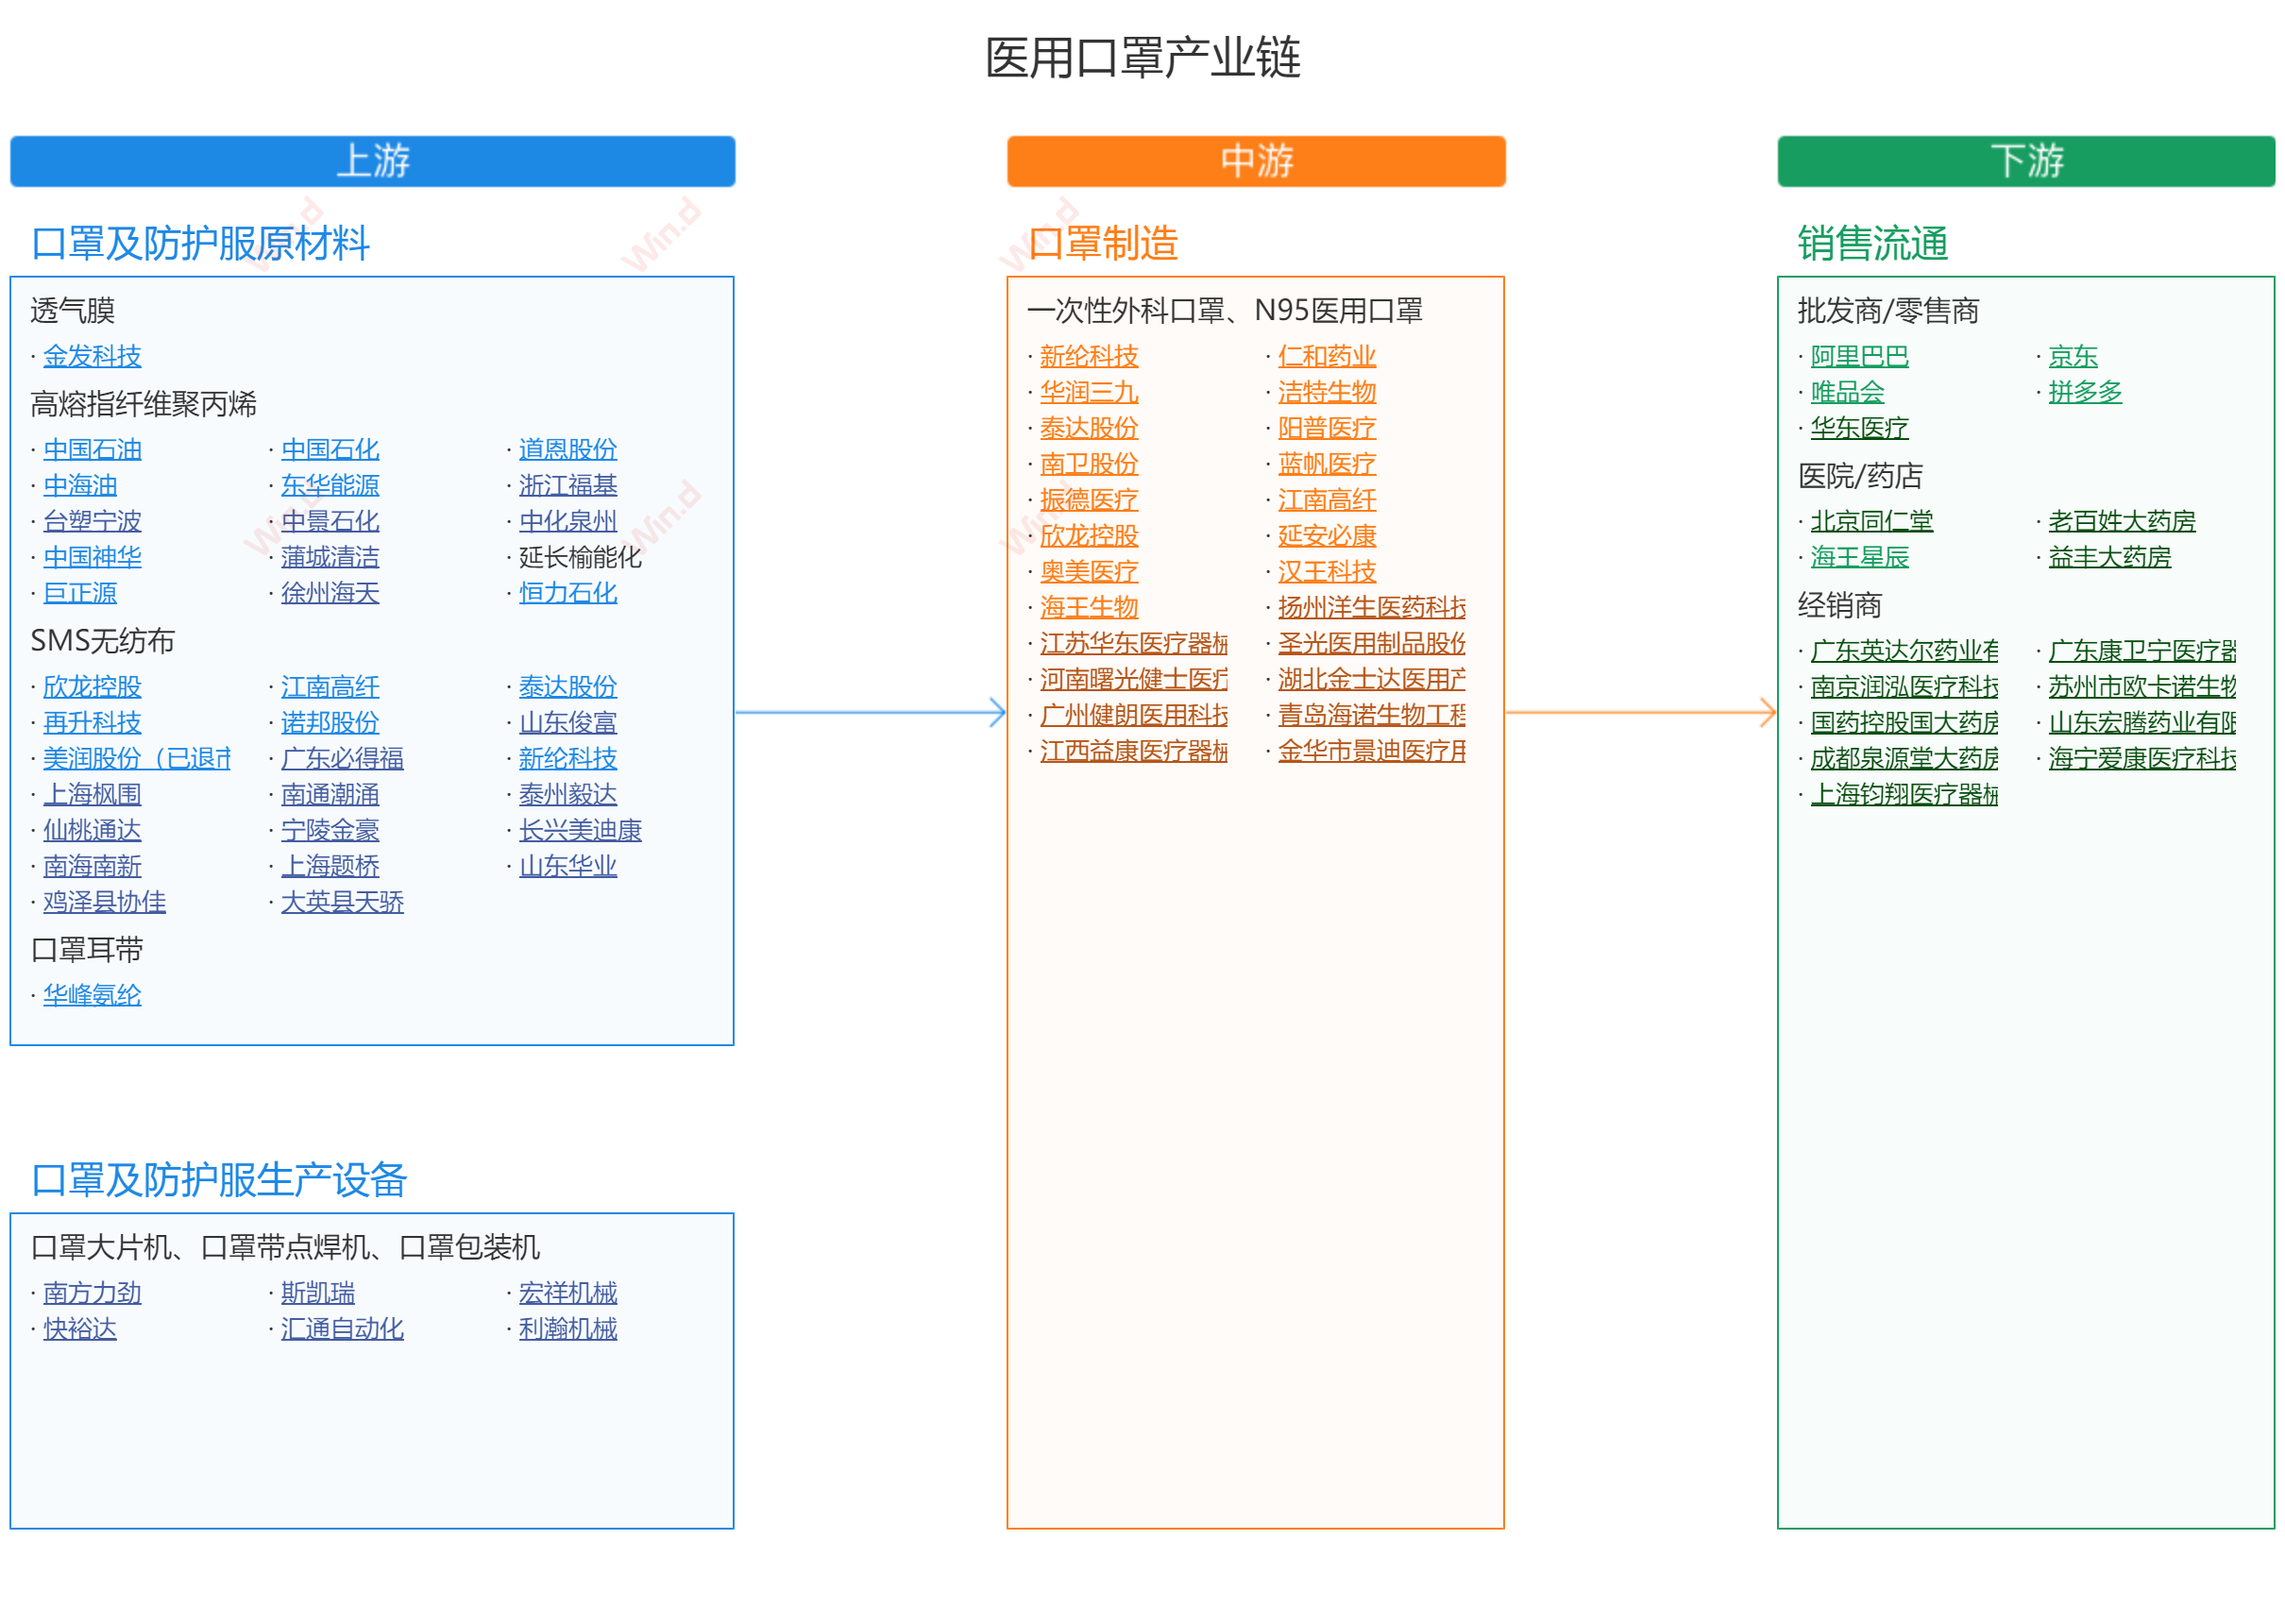 医用口罩产业链
上游
中游
下游
口罩及防护服原材料
透气膜
· 金发科技
高熔指纤维聚丙烯
· 中国石油 · 中国石化 · 道恩股份
· 中海油 · 东华能源 · 浙江福基
· 台塑宁波 · 中景石化 · 中化泉州
· 中国神华 · 蒲城清洁 · 延长榆能化
· 巨正源 · 徐州海天 · 恒力石化
SMS无纺布
· 欣龙控股 · 江南高纤 · 泰达股份
· 再升科技 · 诺邦股份 · 山东俊富
· 美润股份（已退市 · 广东必得福 · 新纶科技
· 上海枫围 · 南通潮涌 · 泰州毅达
· 仙桃通达 · 宁陵金豪 · 长兴美迪康
· 南海南新 · 上海题桥 · 山东华业
· 鸡泽县协佳 · 大英县天骄
口罩耳带
· 华峰氨纶
口罩及防护服生产设备
口罩大片机、口罩带点焊机、口罩包装机
· 南方力劲 · 斯凯瑞 · 宏祥机械
· 快裕达 · 汇通自动化 · 利瀚机械
口罩制造
一次性外科口罩、N95医用口罩
· 新纶科技 · 仁和药业
· 华润三九 · 洁特生物
· 泰达股份 · 阳普医疗
· 南卫股份 · 蓝帆医疗
· 振德医疗 · 江南高纤
· 欣龙控股 · 延安必康
· 奥美医疗 · 汉王科技
· 海王生物 · 扬州洋生医药科技
· 江苏华东医疗器械 · 圣光医用制品股份
· 河南曙光健士医疗 · 湖北金士达医用产
· 广州健朗医用科技 · 青岛海诺生物工程
· 江西益康医疗器械 · 金华市景迪医疗用
销售流通
批发商/零售商
· 阿里巴巴 · 京东
· 唯品会 · 拼多多
· 华东医疗
医院/药店
· 北京同仁堂 · 老百姓大药房
· 海王星辰 · 益丰大药房
经销商
· 广东英达尔药业有 · 广东康卫宁医疗器
· 南京润泓医疗科技 · 苏州市欧卡诺生物
· 国药控股国大药房 · 山东宏腾药业有限
· 成都泉源堂大药房 · 海宁爱康医疗科技
· 上海钧翔医疗器械
Win.d
Win.d
Win.d
Win.d
Win.d
Win.d